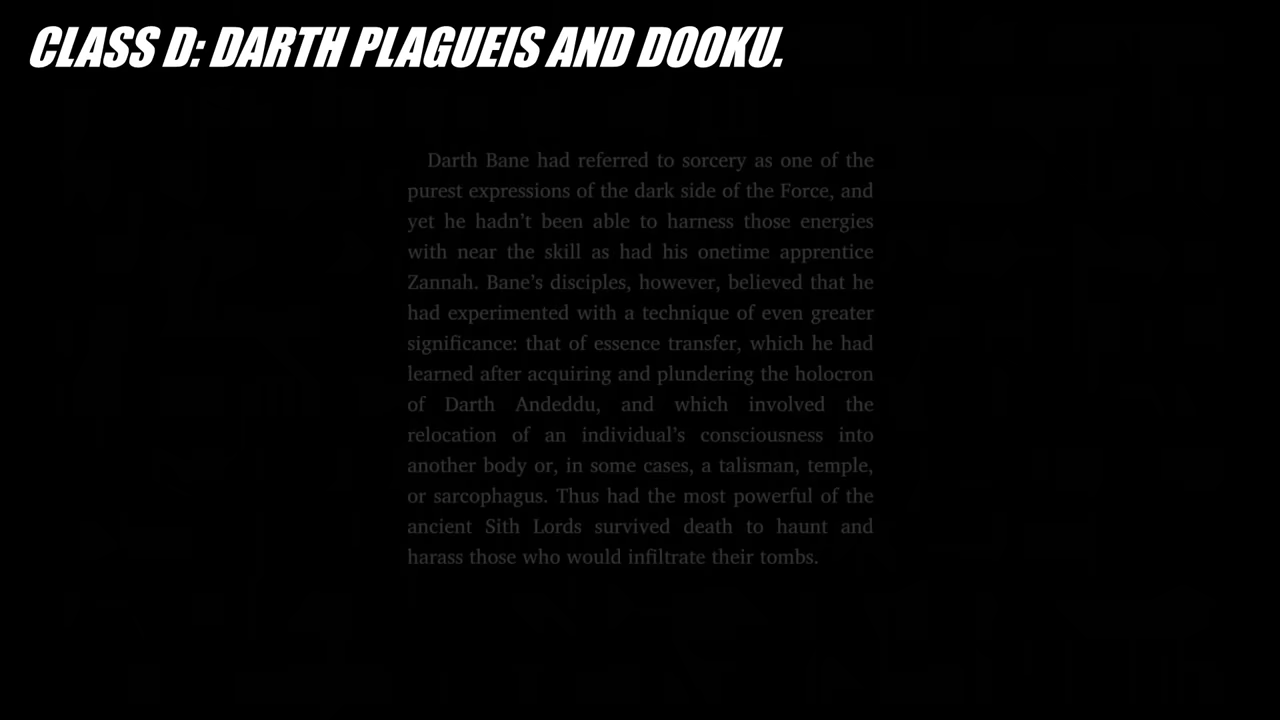 CLASS D: DARTH PLAGUEIS AND DOOKU.
Darth Bane had referred to sorcery as one of the
purest expressions of the dark side of the Force, and
yet he hadn’t been able to harness those energies
with near the skill as had his onetime apprentice
Zannah. Bane’s disciples, however, believed that he
had experimented with a technique of even greater
significance: that of essence transfer, which he had
learned after acquiring and plundering the holocron
of Darth Andeddu, and which involved the
relocation of an individual’s consciousness into
another body or, in some cases, a talisman, temple,
or sarcophagus. Thus had the most powerful of the
ancient Sith Lords survived death to haunt and
harass those who would infiltrate their tombs.